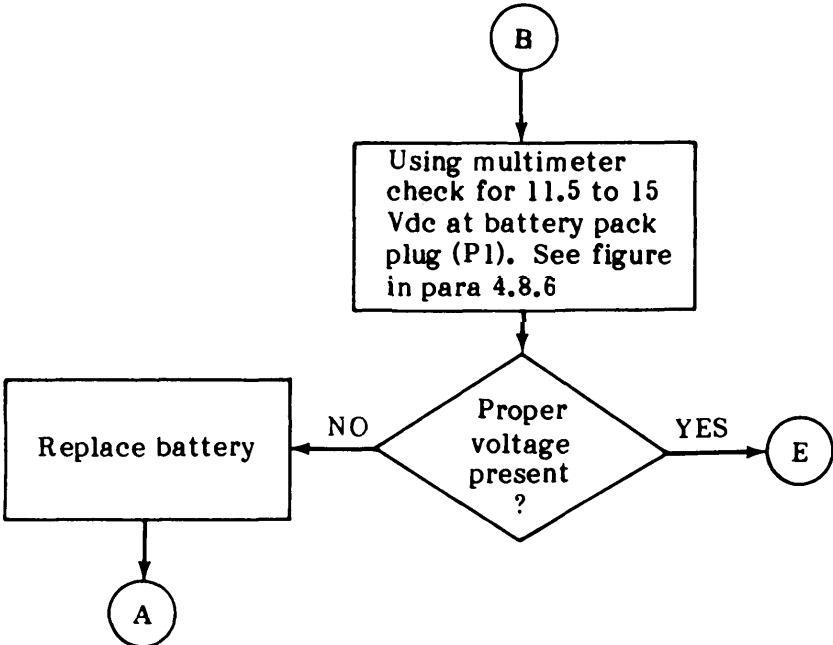 B
Using multimeter
check for 11.5 to 15
Vdc at battery pack
plug (P1). See figure
in para 4.8.6
Proper
voltage
present
?
NO
YES
Replace battery
E
A